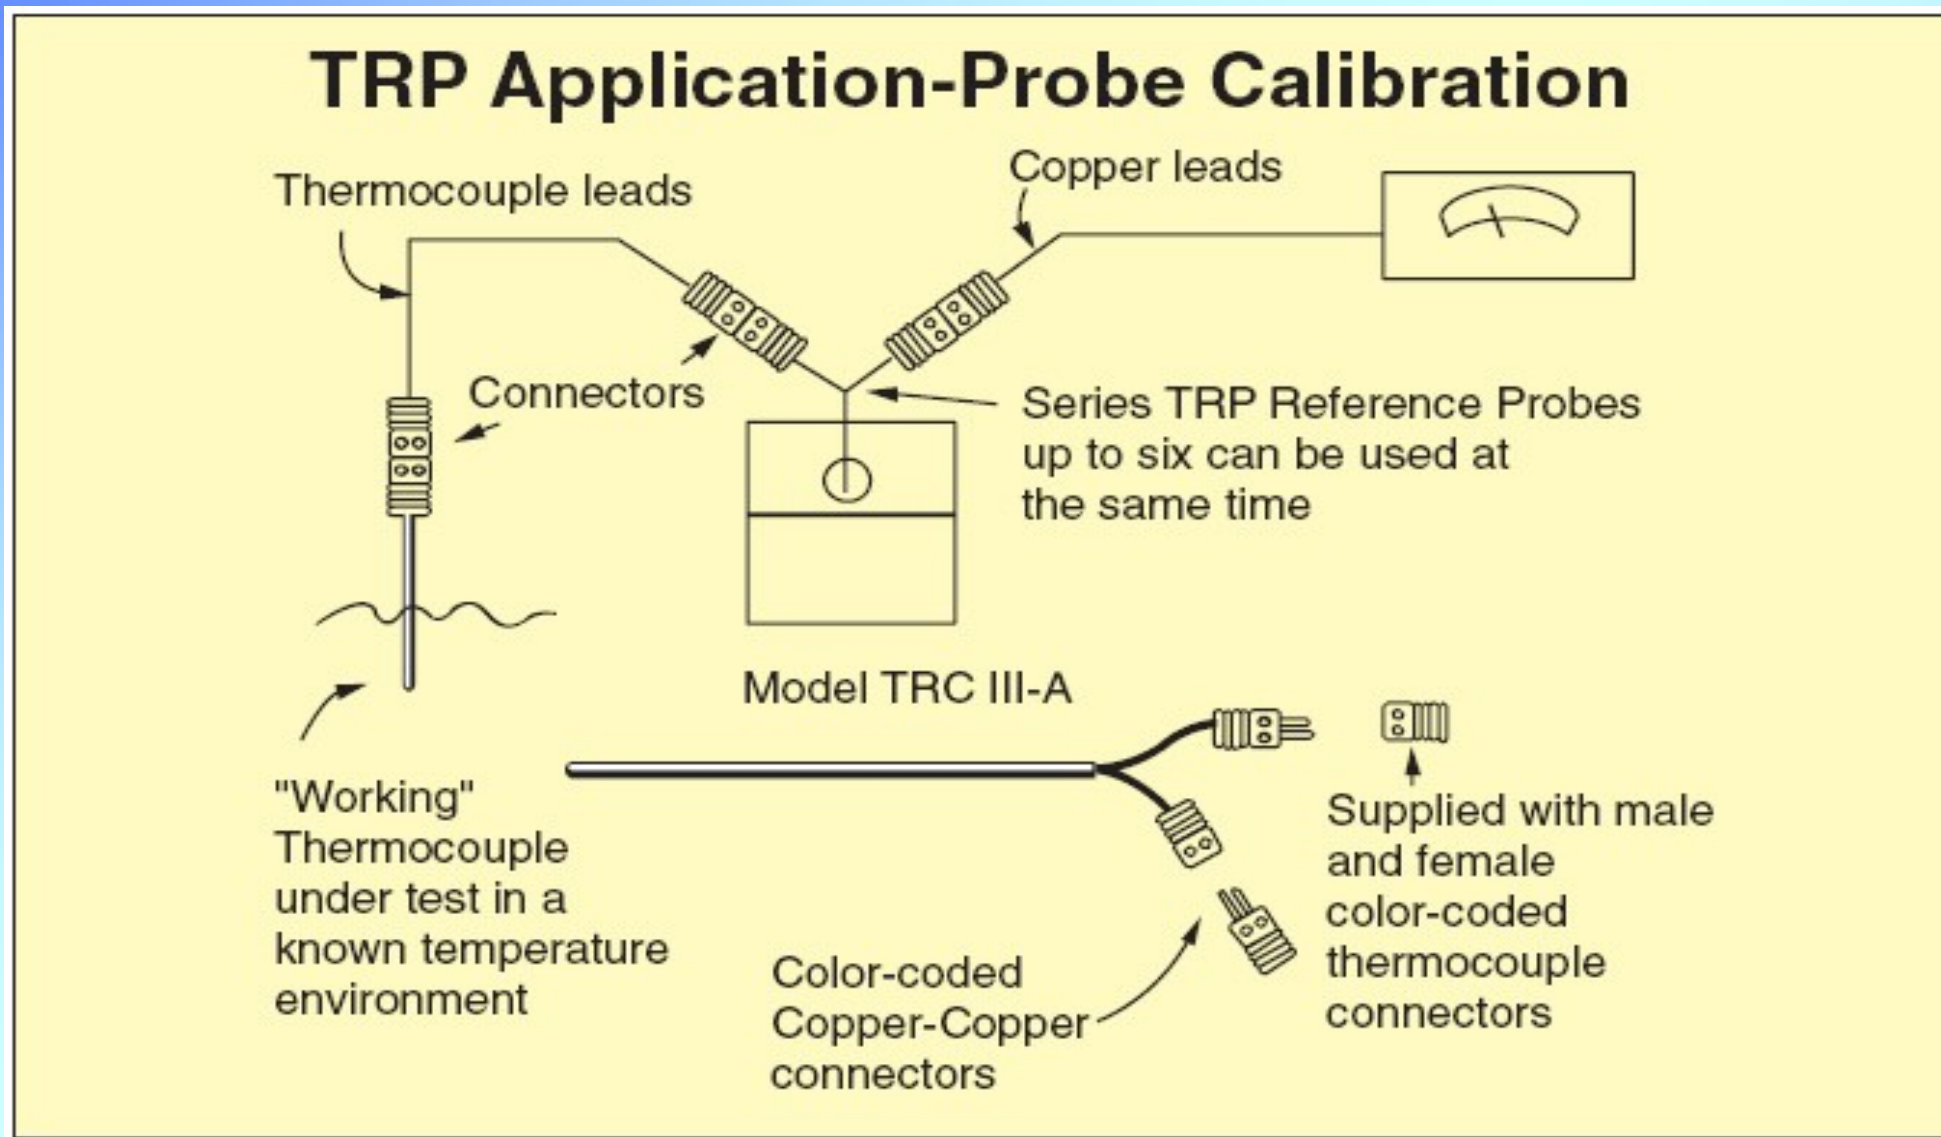 TRP Application-Probe Calibration
Thermocouple leads
Copper leads
Connectors
Series TRP Reference Probes
up to six can be used at
the same time
Model TRC III-A
"Working"
Thermocouple
under test in a
known temperature
environment
Color-coded
Copper-Copper
connectors
Supplied with male
and female
color-coded
thermocouple
connectors